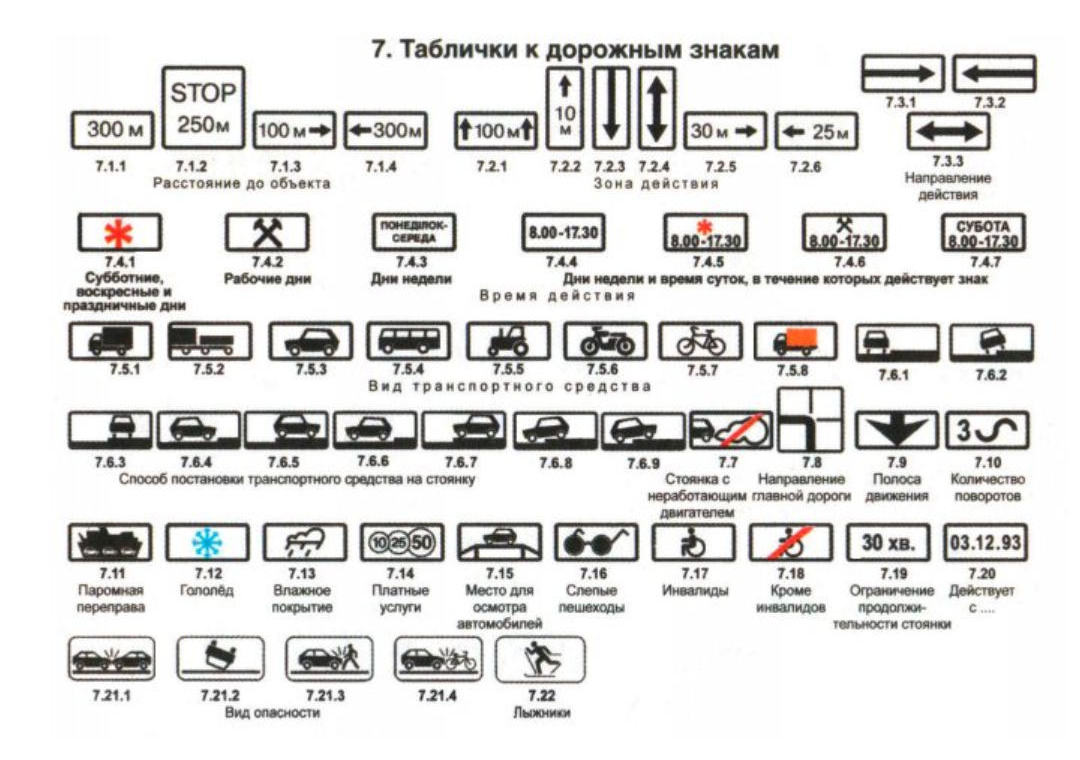 7. Таблички к дорожным знакам
300 м
STOP
250м
100 м
300м
100 м
10
м
30 м
25м
7.1.1 7.1.2 7.1.3 7.1.4 7.2.1 7.2.2 7.2.3 7.2.4 7.2.5 7.2.6
7.3.1 7.3.2
7.3.3
Расстояние до объекта
Зона действия
Направление
действия
ПОНЕДІЛОК-
СЕРЕДА
8.00-17.30
8.00-17.30
8.00-17.30
СУБОТА
8.00-17.30
7.4.1 7.4.2 7.4.3 7.4.4 7.4.5 7.4.6 7.4.7
Субботние,
воскресные и
праздничные дни
Рабочие дни
Дни недели
Дни недели и время суток, в течение которых действует знак
Время действия
7.5.1 7.5.2 7.5.3 7.5.4 7.5.5 7.5.6 7.5.7 7.5.8 7.6.1 7.6.2
Вид транспортного средства
7.6.3 7.6.4 7.6.5 7.6.6 7.6.7 7.6.8 7.6.9 7.7 7.8 7.9 7.10
3
Способ постановки транспортного средства на стоянку
Стоянка с
неработающим
двигателем
Направление
главной дороги
Полоса
движения
Количество
поворотов
10 25 50
30 хв.
03.12.93
7.11 7.12 7.13 7.14 7.15 7.16 7.17 7.18 7.19 7.20
Паромная
переправа
Гололёд
Влажное
покрытие
Платные
услуги
Место для
осмотра
автомобилей
Слепые
пешеходы
Инвалиды
Кроме
инвалидов
Ограничение
продолжи-
тельности стоянки
Действует
с ....
7.21.1 7.21.2 7.21.3 7.21.4 7.22
Вид опасности
Лыжники